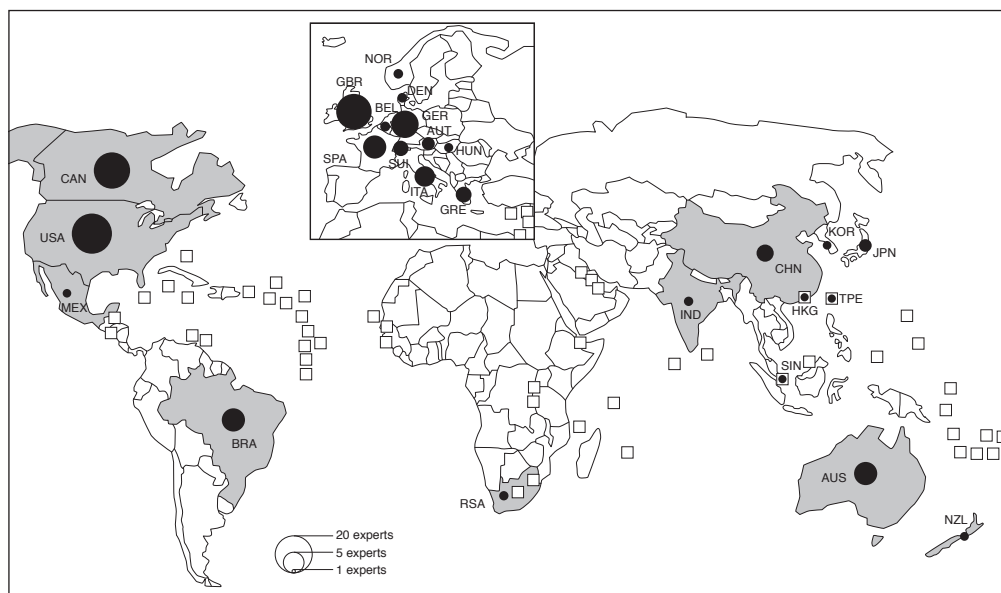 NOR
GBR
DEN
BEL
GER
AUT
HUN
SPA
SUI
ITA
GRE
CAN
USA
MEX
BRA
KOR
JPN
CHN
IND
HKG
TPE
SIN
RSA
AUS
NZL
20 experts
5 experts
1 experts